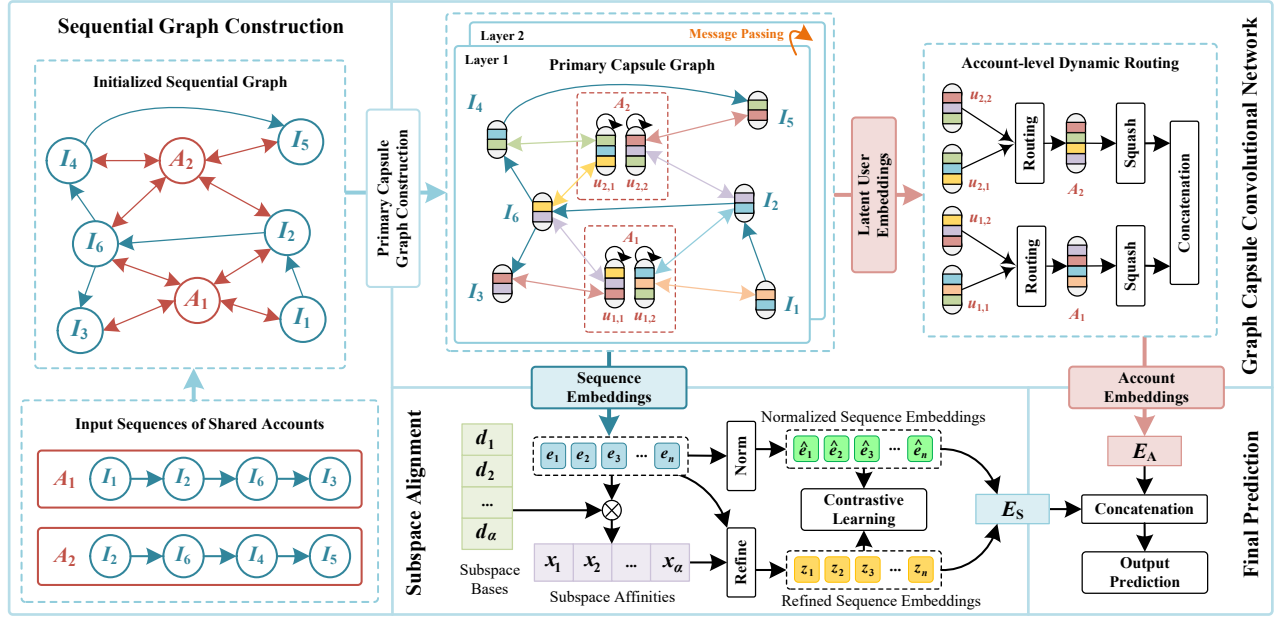 Sequential Graph Construction
Initialized Sequential Graph
I4
A2
I5
I6
I2
A1
I3
I1
Input Sequences of Shared Accounts
A1 I1 I2 I6 I3
A2 I2 I6 I4 I5
Primary Capsule
Graph Construction
Layer 2
Message Passing
Layer 1
Primary Capsule Graph
I4
A2
I5
u2,1 u2,2
I6
I2
A1
I3
u1,1 u1,2
I1
Latent User
Embeddings
Account-level Dynamic Routing
u2,2
u2,1
Routing
A2
Squash
u1,2
u1,1
Routing
A1
Squash
Concatenation
Graph Capsule Convolutional Network
Sequence
Embeddings
Account
Embeddings
Subspace Alignment
d1
d2
...
dα
Subspace
Bases
e1 e2 e3 ... en
⊗
x1 x2 ... xα
Subspace Affinities
Norm
Refine
Normalized Sequence Embeddings
ê1 ê2 ê3 ... ên
Contrastive
Learning
z1 z2 z3 ... zn
Refined Sequence Embeddings
ES
EA
Concatenation
Output
Prediction
Final Prediction